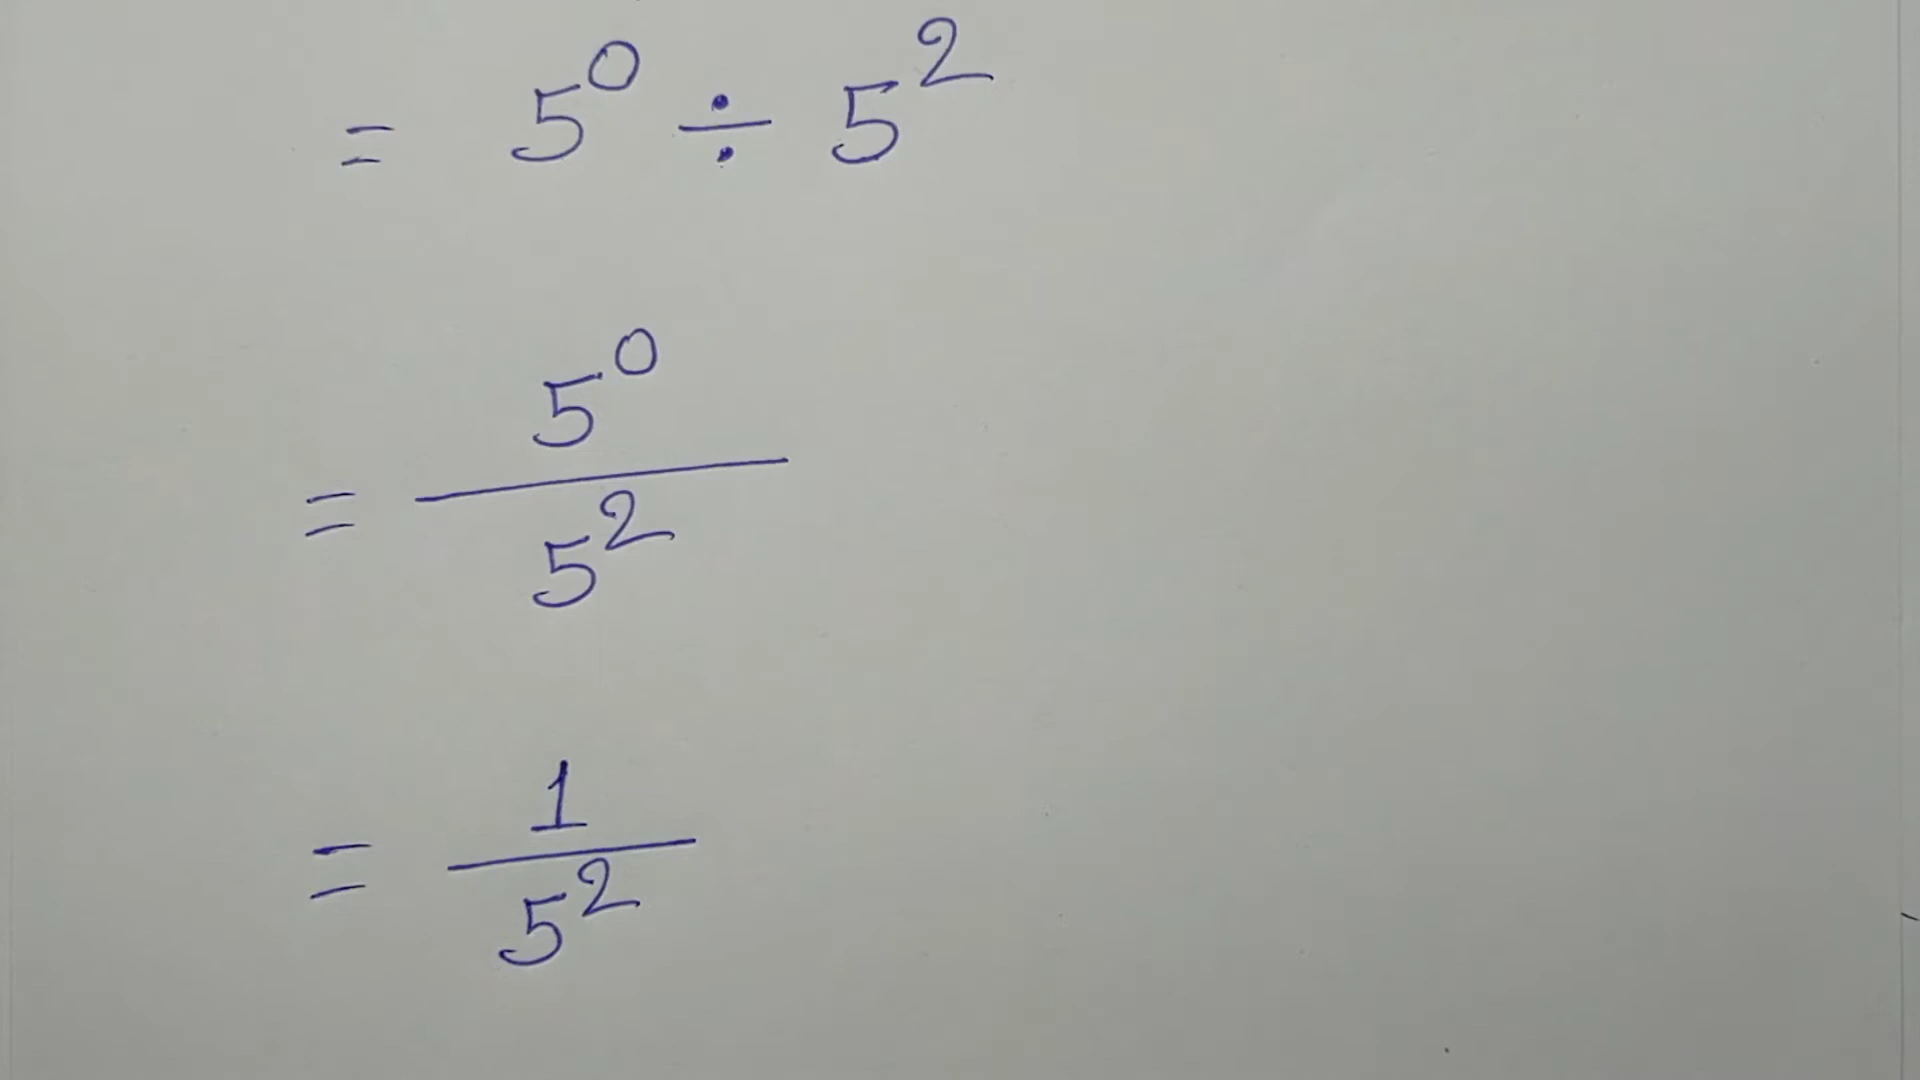 = 5⁰ ÷ 5²
= 5⁰/5²
= 1/5²